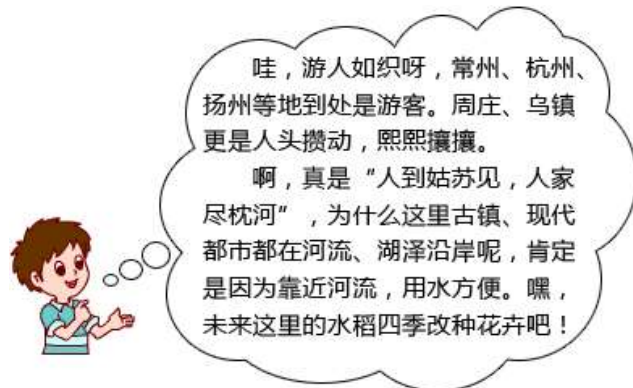 哇，游人如织呀，常州、杭州、
扬州等地到处是游客。周庄、乌镇
更是人头攒动，熙熙攘攘。
啊，真是“人到姑苏见，人家
尽枕河”，为什么这里古镇、现代
都市都在河流、湖泽沿岸呢，肯定
是因为靠近河流，用水方便。嘿，
未来这里的水稻四季改种花卉吧！